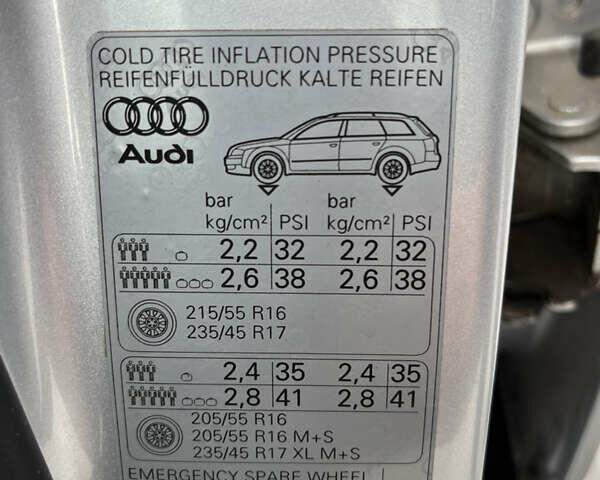 COLD TIRE INFLATION PRESSURE
REIFENFÜLLDRUCK KALTE REIFEN
Audi
bar bar
kg/cm² PSI kg/cm² PSI
2,2 32 2,2 32
2,6 38 2,6 38
215/55 R16
235/45 R17
2,4 35 2,4 35
2,8 41 2,8 41
205/55 R16
205/55 R16 M+S
235/45 R17 XL M+S
EMERGENCY SPARE WHEEL